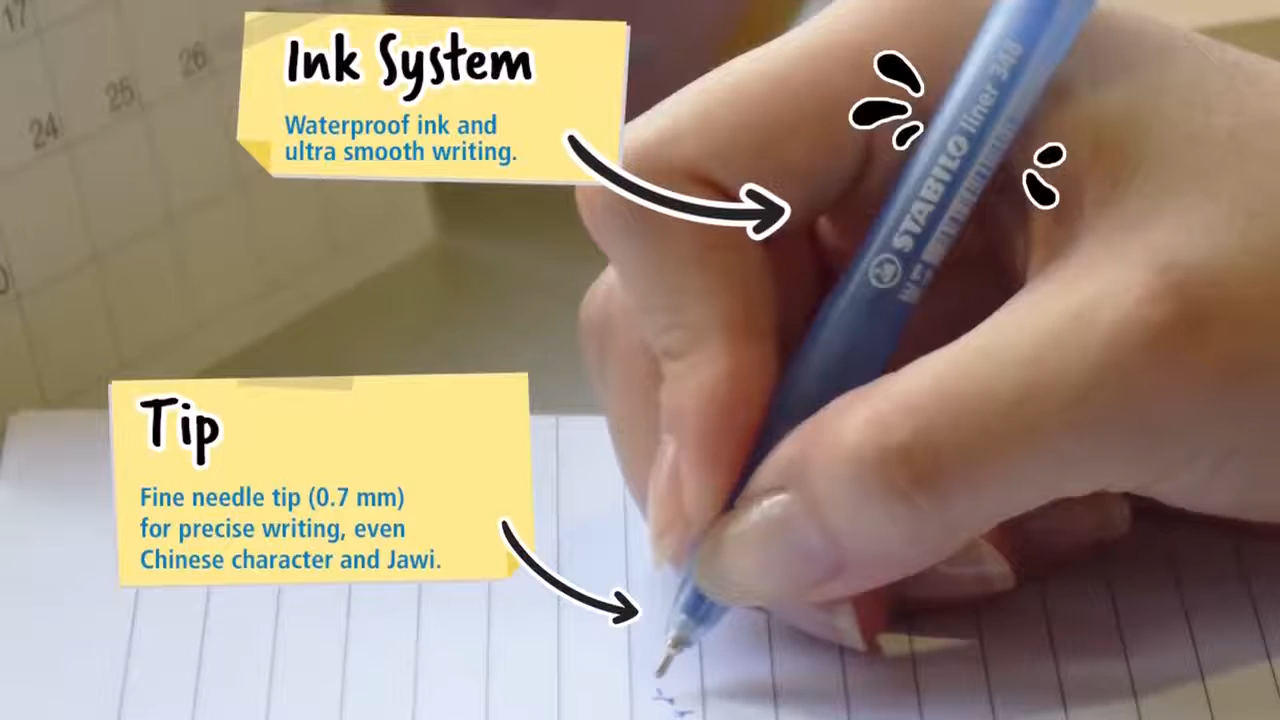 17
24
25
26
Ink System
Waterproof ink and
ultra smooth writing.
STABILO liner 348
Tip
Fine needle tip (0.7 mm)
for precise writing, even
Chinese character and Jawi.